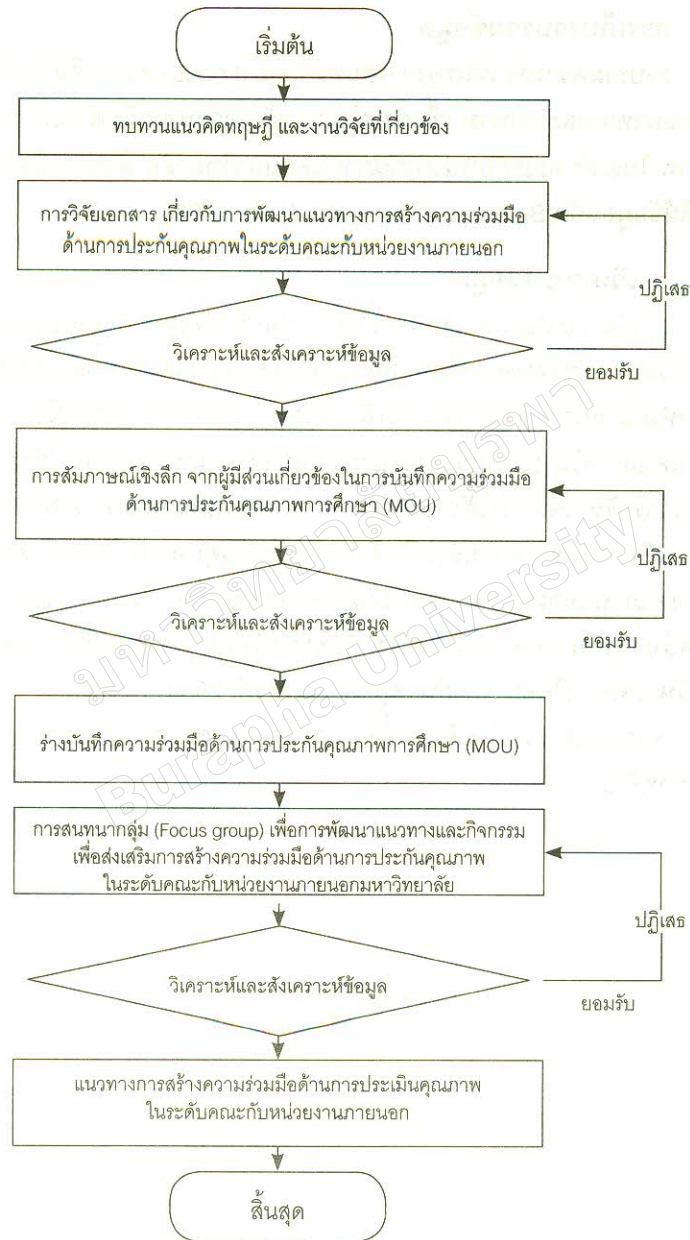 เริ่มต้น
ทบทวนแนวคิดทฤษฎี และงานวิจัยที่เกี่ยวข้อง
การวิจัยเอกสาร เกี่ยวกับการพัฒนาแนวทางการสร้างความร่วมมือ
ด้านการประกันคุณภาพในระดับคณะกับหน่วยงานภายนอก
ปฏิเสธ
วิเคราะห์และสังเคราะห์ข้อมูล
ยอมรับ
การสัมภาษณ์เชิงลึก จากผู้มีส่วนเกี่ยวข้องในการบันทึกความร่วมมือ
ด้านการประกันคุณภาพการศึกษา (MOU)
ปฏิเสธ
วิเคราะห์และสังเคราะห์ข้อมูล
ยอมรับ
ร่างบันทึกความร่วมมือด้านการประกันคุณภาพการศึกษา (MOU)
การสนทนากลุ่ม (Focus group) เพื่อการพัฒนาแนวทางและกิจกรรม
เพื่อส่งเสริมการสร้างความร่วมมือด้านการประกันคุณภาพ
ในระดับคณะกับหน่วยงานภายนอกมหาวิทยาลัย
ปฏิเสธ
วิเคราะห์และสังเคราะห์ข้อมูล
ยอมรับ
แนวทางการสร้างความร่วมมือด้านการประเมินคุณภาพ
ในระดับคณะกับหน่วยงานภายนอก
สิ้นสุด
มหาวิทยาลัยบูรพา
Burapha University